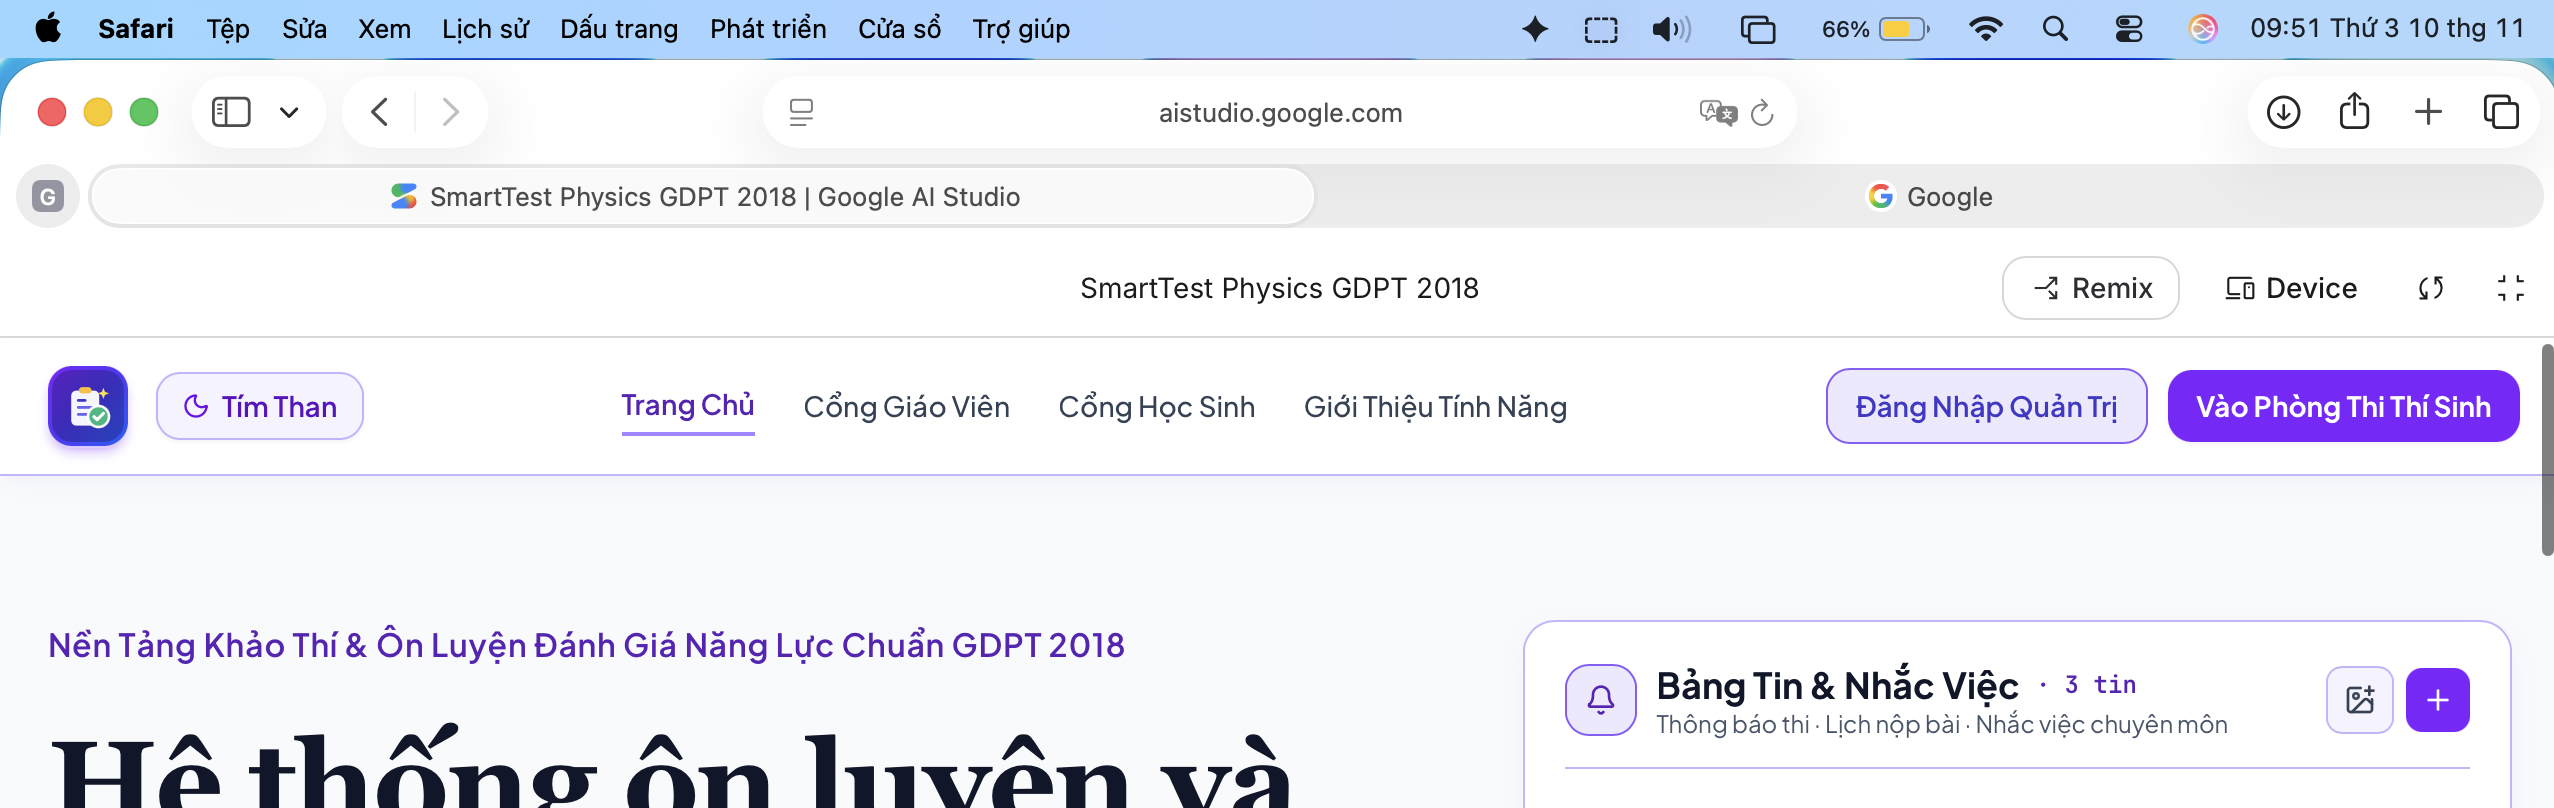 Safari Tệp Sửa Xem Lịch sử Dấu trang Phát triển Cửa sổ Trợ giúp 66% 09:51 Thứ 3 10 thg 11
aistudio.google.com
G SmartTest Physics GDPT 2018 | Google AI Studio Google
SmartTest Physics GDPT 2018 Remix Device
Tím Than Trang Chủ Cổng Giáo Viên Cổng Học Sinh Giới Thiệu Tính Năng Đăng Nhập Quản Trị Vào Phòng Thi Thí Sinh
Nền Tảng Khảo Thí & Ôn Luyện Đánh Giá Năng Lực Chuẩn GDPT 2018
Hệ thống ôn luyện và
Bảng Tin & Nhắc Việc · 3 tin
Thông báo thi · Lịch nộp bài · Nhắc việc chuyên môn